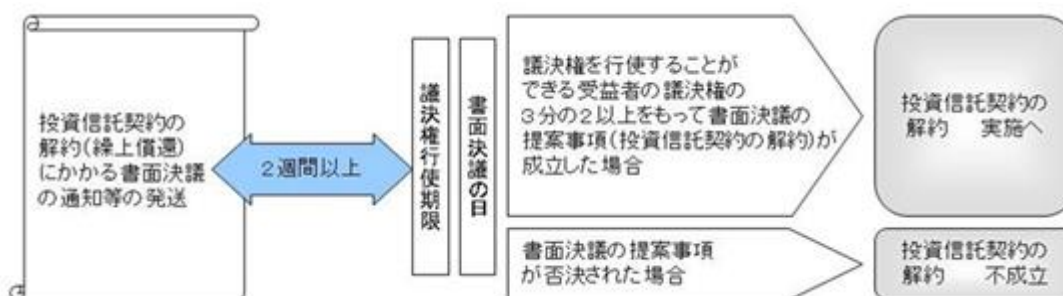 投資信託契約の
解約(繰上償還)
にかかる書面決議
の通知等の発送
２週間以上
議決権行使期限
書面決議の日
議決権を行使することが
できる受益者の議決権の
３分の２以上をもって書面決議の
提案事項(投資信託契約の解約)が
成立した場合
投資信託契約の
解約　実施へ
書面決議の提案事項
が否決された場合
投資信託契約の
解約　不成立